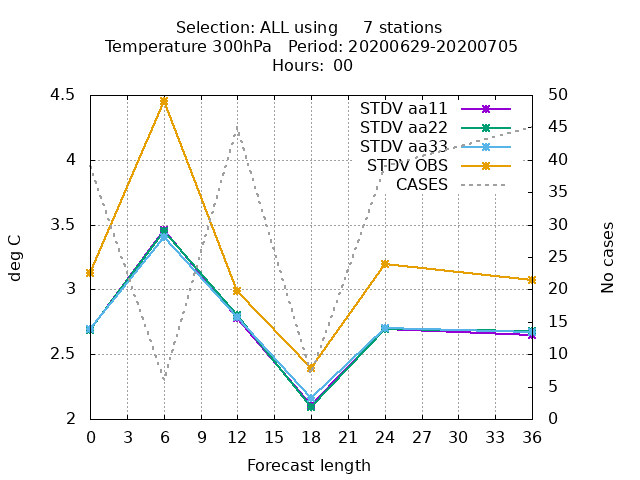 Selection: ALL using     7 stations
Temperature 300hPa   Period: 20200629-20200705
Hours:  00
4.5
4
3.5
3
2.5
2
deg C
STDV aa11
STDV aa22
STDV aa33
STDV OBS
CASES
50
45
40
35
30
25
20
15
10
5
0
No cases
0 3 6 9 12 15 18 21 24 27 30 33 36
Forecast length